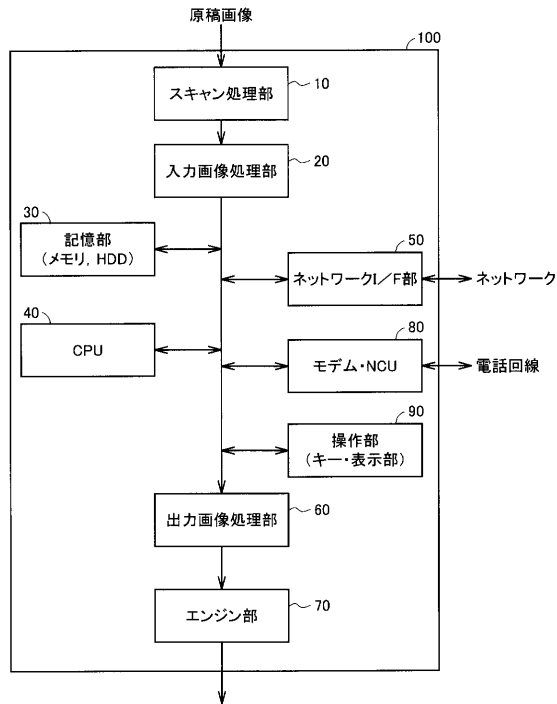 原稿画像
100
スキャン処理部
10
入力画像処理部
20
30
記憶部
(メモリ, HDD)
50
ネットワークI/F部
ネットワーク
40
CPU
80
モデム・NCU
電話回線
90
操作部
(キー・表示部)
出力画像処理部
60
エンジン部
70